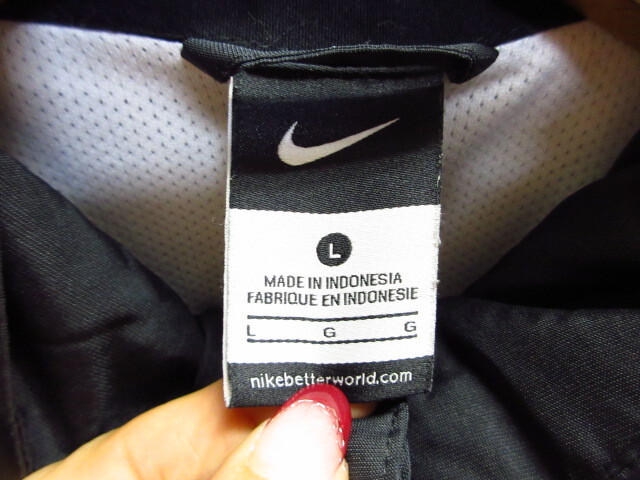 L
MADE IN INDONESIA
FABRIQUE EN INDONESIE
L G G
nikebetterworld.com